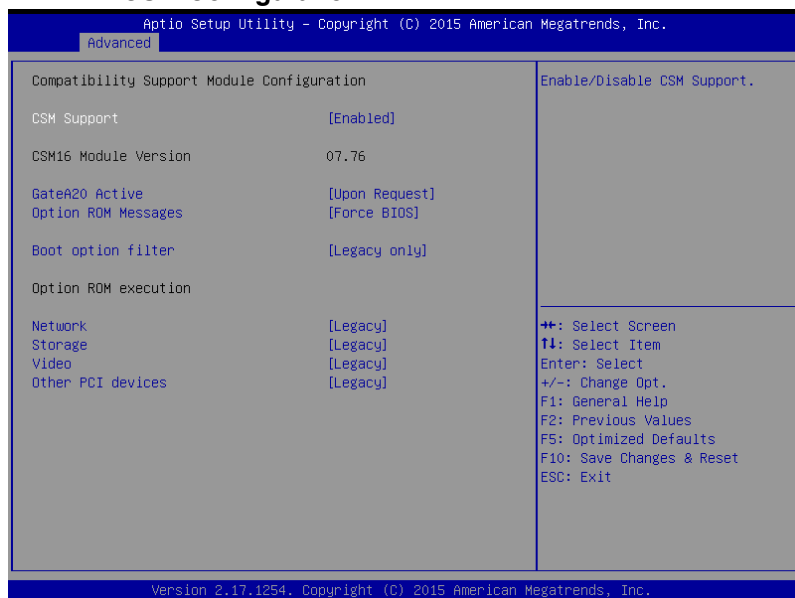 Aptio Setup Utility – Copyright (C) 2015 American Megatrends, Inc.
Advanced
Compatibility Support Module Configuration
CSM Support [Enabled]
CSM16 Module Version 07.76
GateA20 Active [Upon Request]
Option ROM Messages [Force BIOS]
Boot option filter [Legacy only]
Option ROM execution
Network [Legacy]
Storage [Legacy]
Video [Legacy]
Other PCI devices [Legacy]
Enable/Disable CSM Support.
→←: Select Screen
↑↓: Select Item
Enter: Select
+/-: Change Opt.
F1: General Help
F2: Previous Values
F5: Optimized Defaults
F10: Save Changes & Reset
ESC: Exit
Version 2.17.1254. Copyright (C) 2015 American Megatrends, Inc.